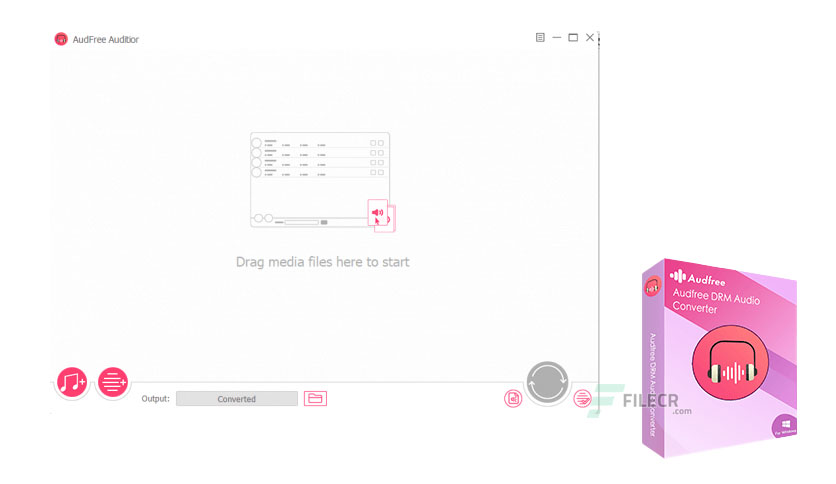 AudFree Auditior
Drag media files here to start
Output:
Converted
FILECR
.com
Audfree
Audfree DRM Audio
Converter
Audfree DRM Audio Converter
For Windows